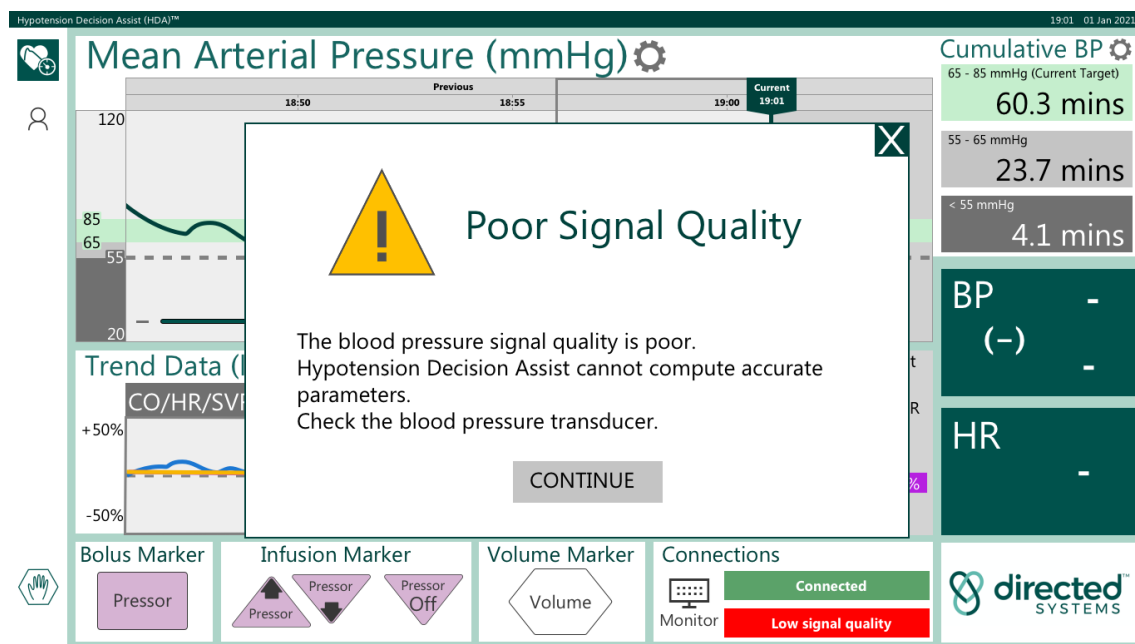 Hypotension Decision Assist (HDA)™
19:01 01 Jan 2021
Mean Arterial Pressure (mmHg)
Previous
Current
18:50
18:55
19:00
19:01
120
85
65
55
20
Cumulative BP
65 - 85 mmHg (Current Target)
60.3 mins
55 - 65 mmHg
23.7 mins
< 55 mmHg
4.1 mins
X
!
Poor Signal Quality
The blood pressure signal quality is poor.
Hypotension Decision Assist cannot compute accurate
parameters.
Check the blood pressure transducer.
CONTINUE
BP -
(–)
-
HR
-
Trend Data (
CO/HR/SV
+50%
-50%
t
R
%
Bolus Marker
Pressor
Infusion Marker
Pressor
Pressor
Pressor
Off
Volume Marker
Volume
Connections
Monitor
Connected
Low signal quality
directed™
SYSTEMS